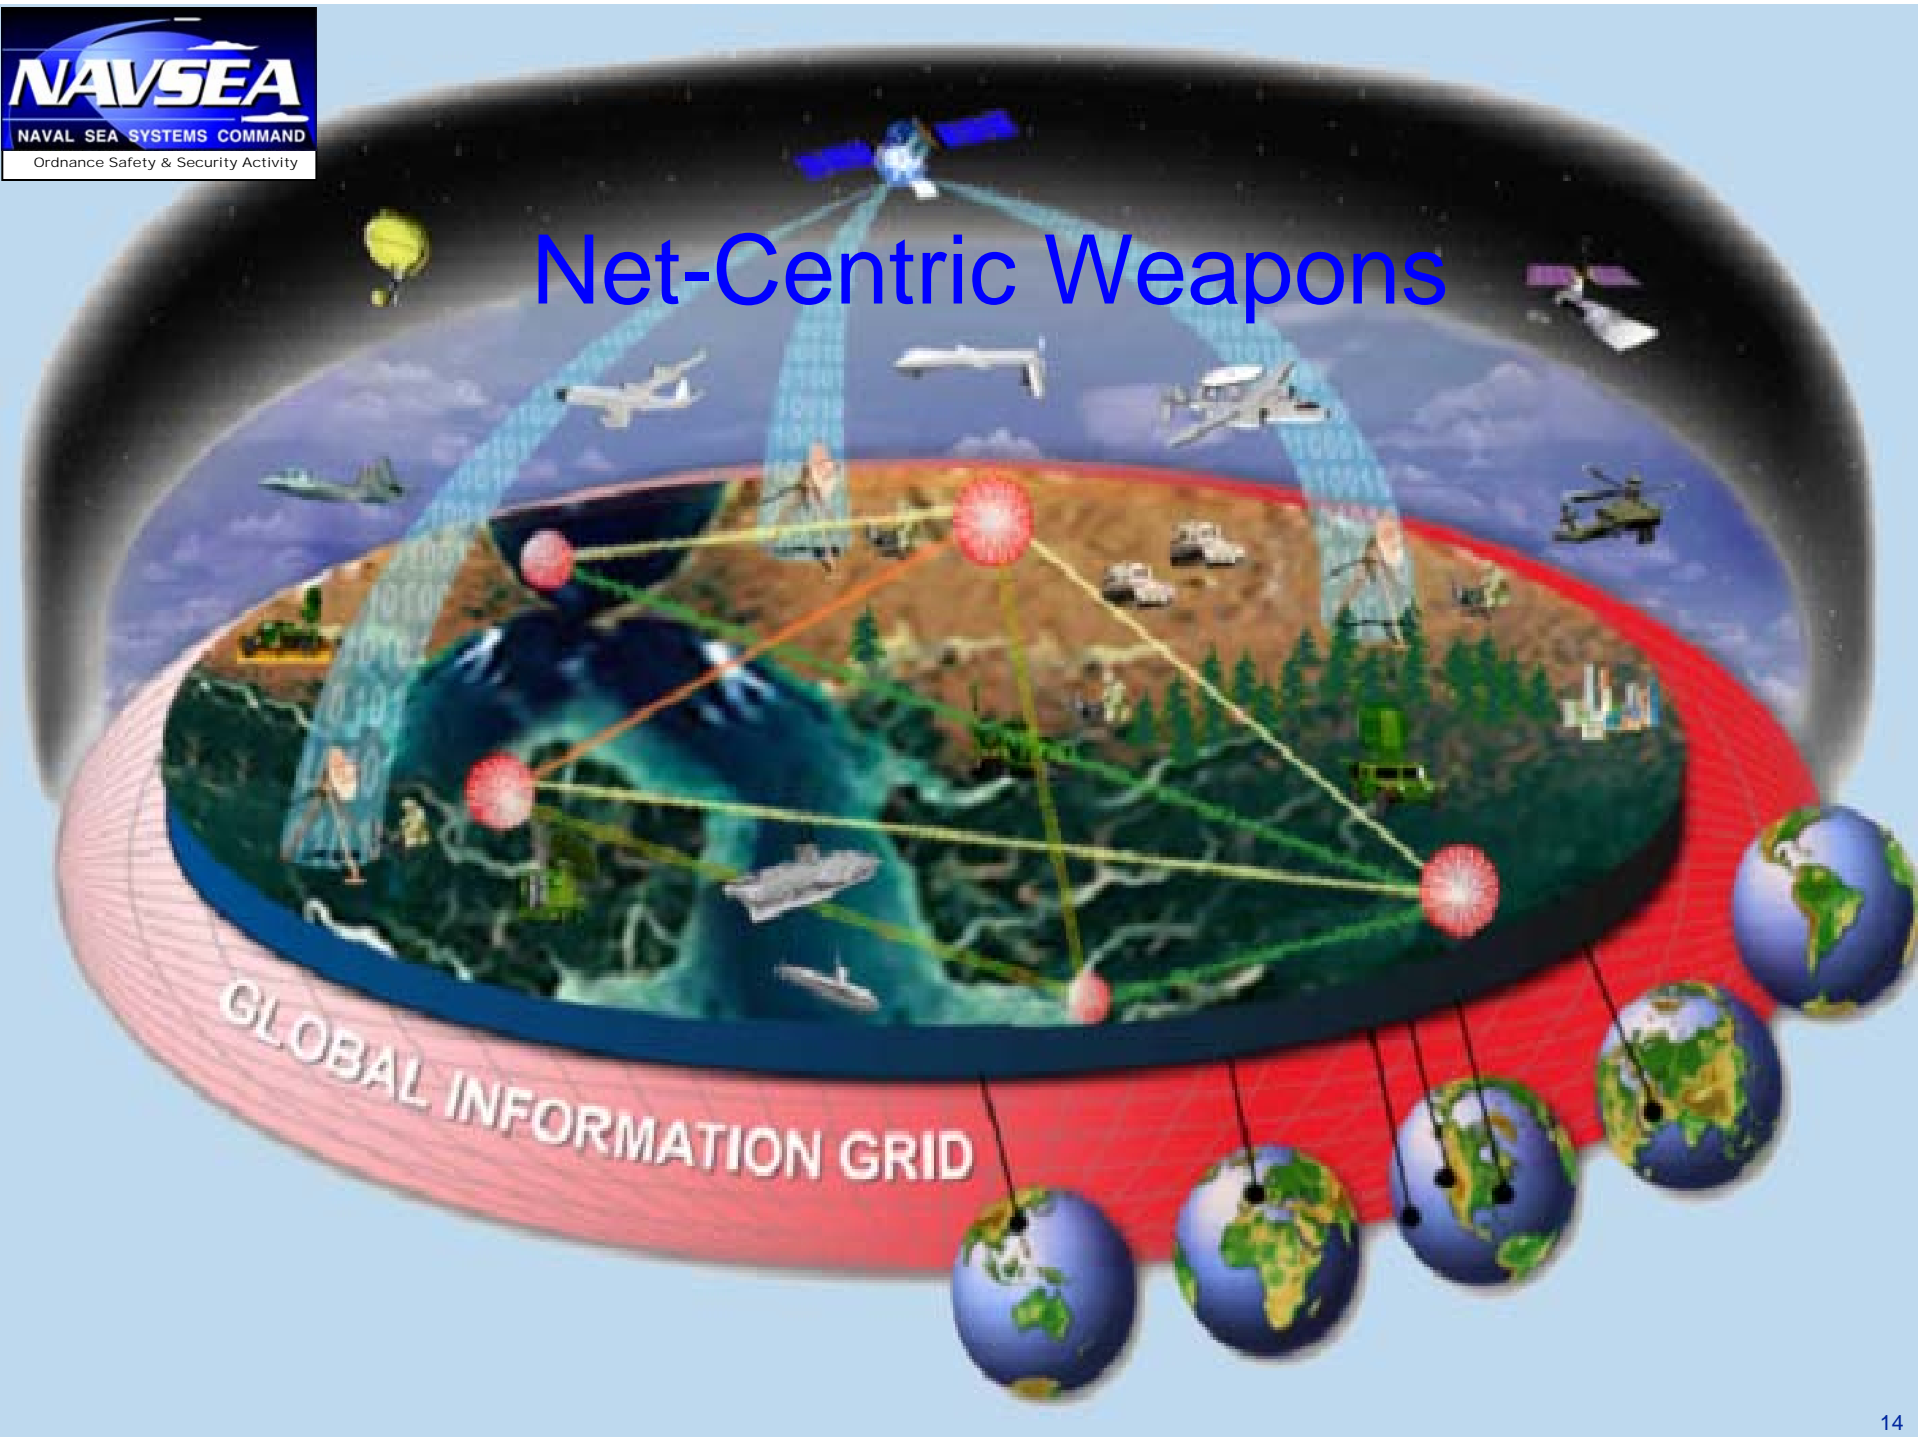 NAVSEA
NAVAL SEA SYSTEMS COMMAND
Ordnance Safety & Security Activity
Net-Centric Weapons
GLOBAL INFORMATION GRID
14